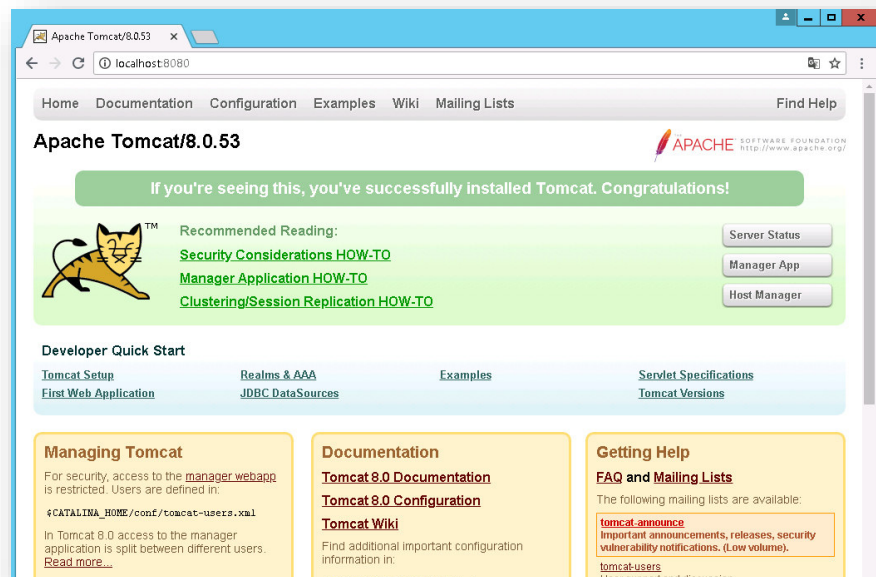 Apache Tomcat/8.0.53
localhost:8080
Home Documentation Configuration Examples Wiki Mailing Lists Find Help
Apache Tomcat/8.0.53
THE
APACHE SOFTWARE FOUNDATION
http://www.apache.org/
If you're seeing this, you've successfully installed Tomcat. Congratulations!
TM
Recommended Reading:
Security Considerations HOW-TO
Manager Application HOW-TO
Clustering/Session Replication HOW-TO
Server Status
Manager App
Host Manager
Developer Quick Start
Tomcat Setup
First Web Application
Realms & AAA
JDBC DataSources
Examples
Servlet Specifications
Tomcat Versions
Managing Tomcat
For security, access to the manager webapp
is restricted. Users are defined in:
$CATALINA_HOME/conf/tomcat-users.xml
In Tomcat 8.0 access to the manager
application is split between different users.
Read more...
Documentation
Tomcat 8.0 Documentation
Tomcat 8.0 Configuration
Tomcat Wiki
Find additional important configuration
information in:
Getting Help
FAQ and Mailing Lists
The following mailing lists are available:
tomcat-announce
Important announcements, releases, security
vulnerability notifications. (Low volume).
tomcat-users